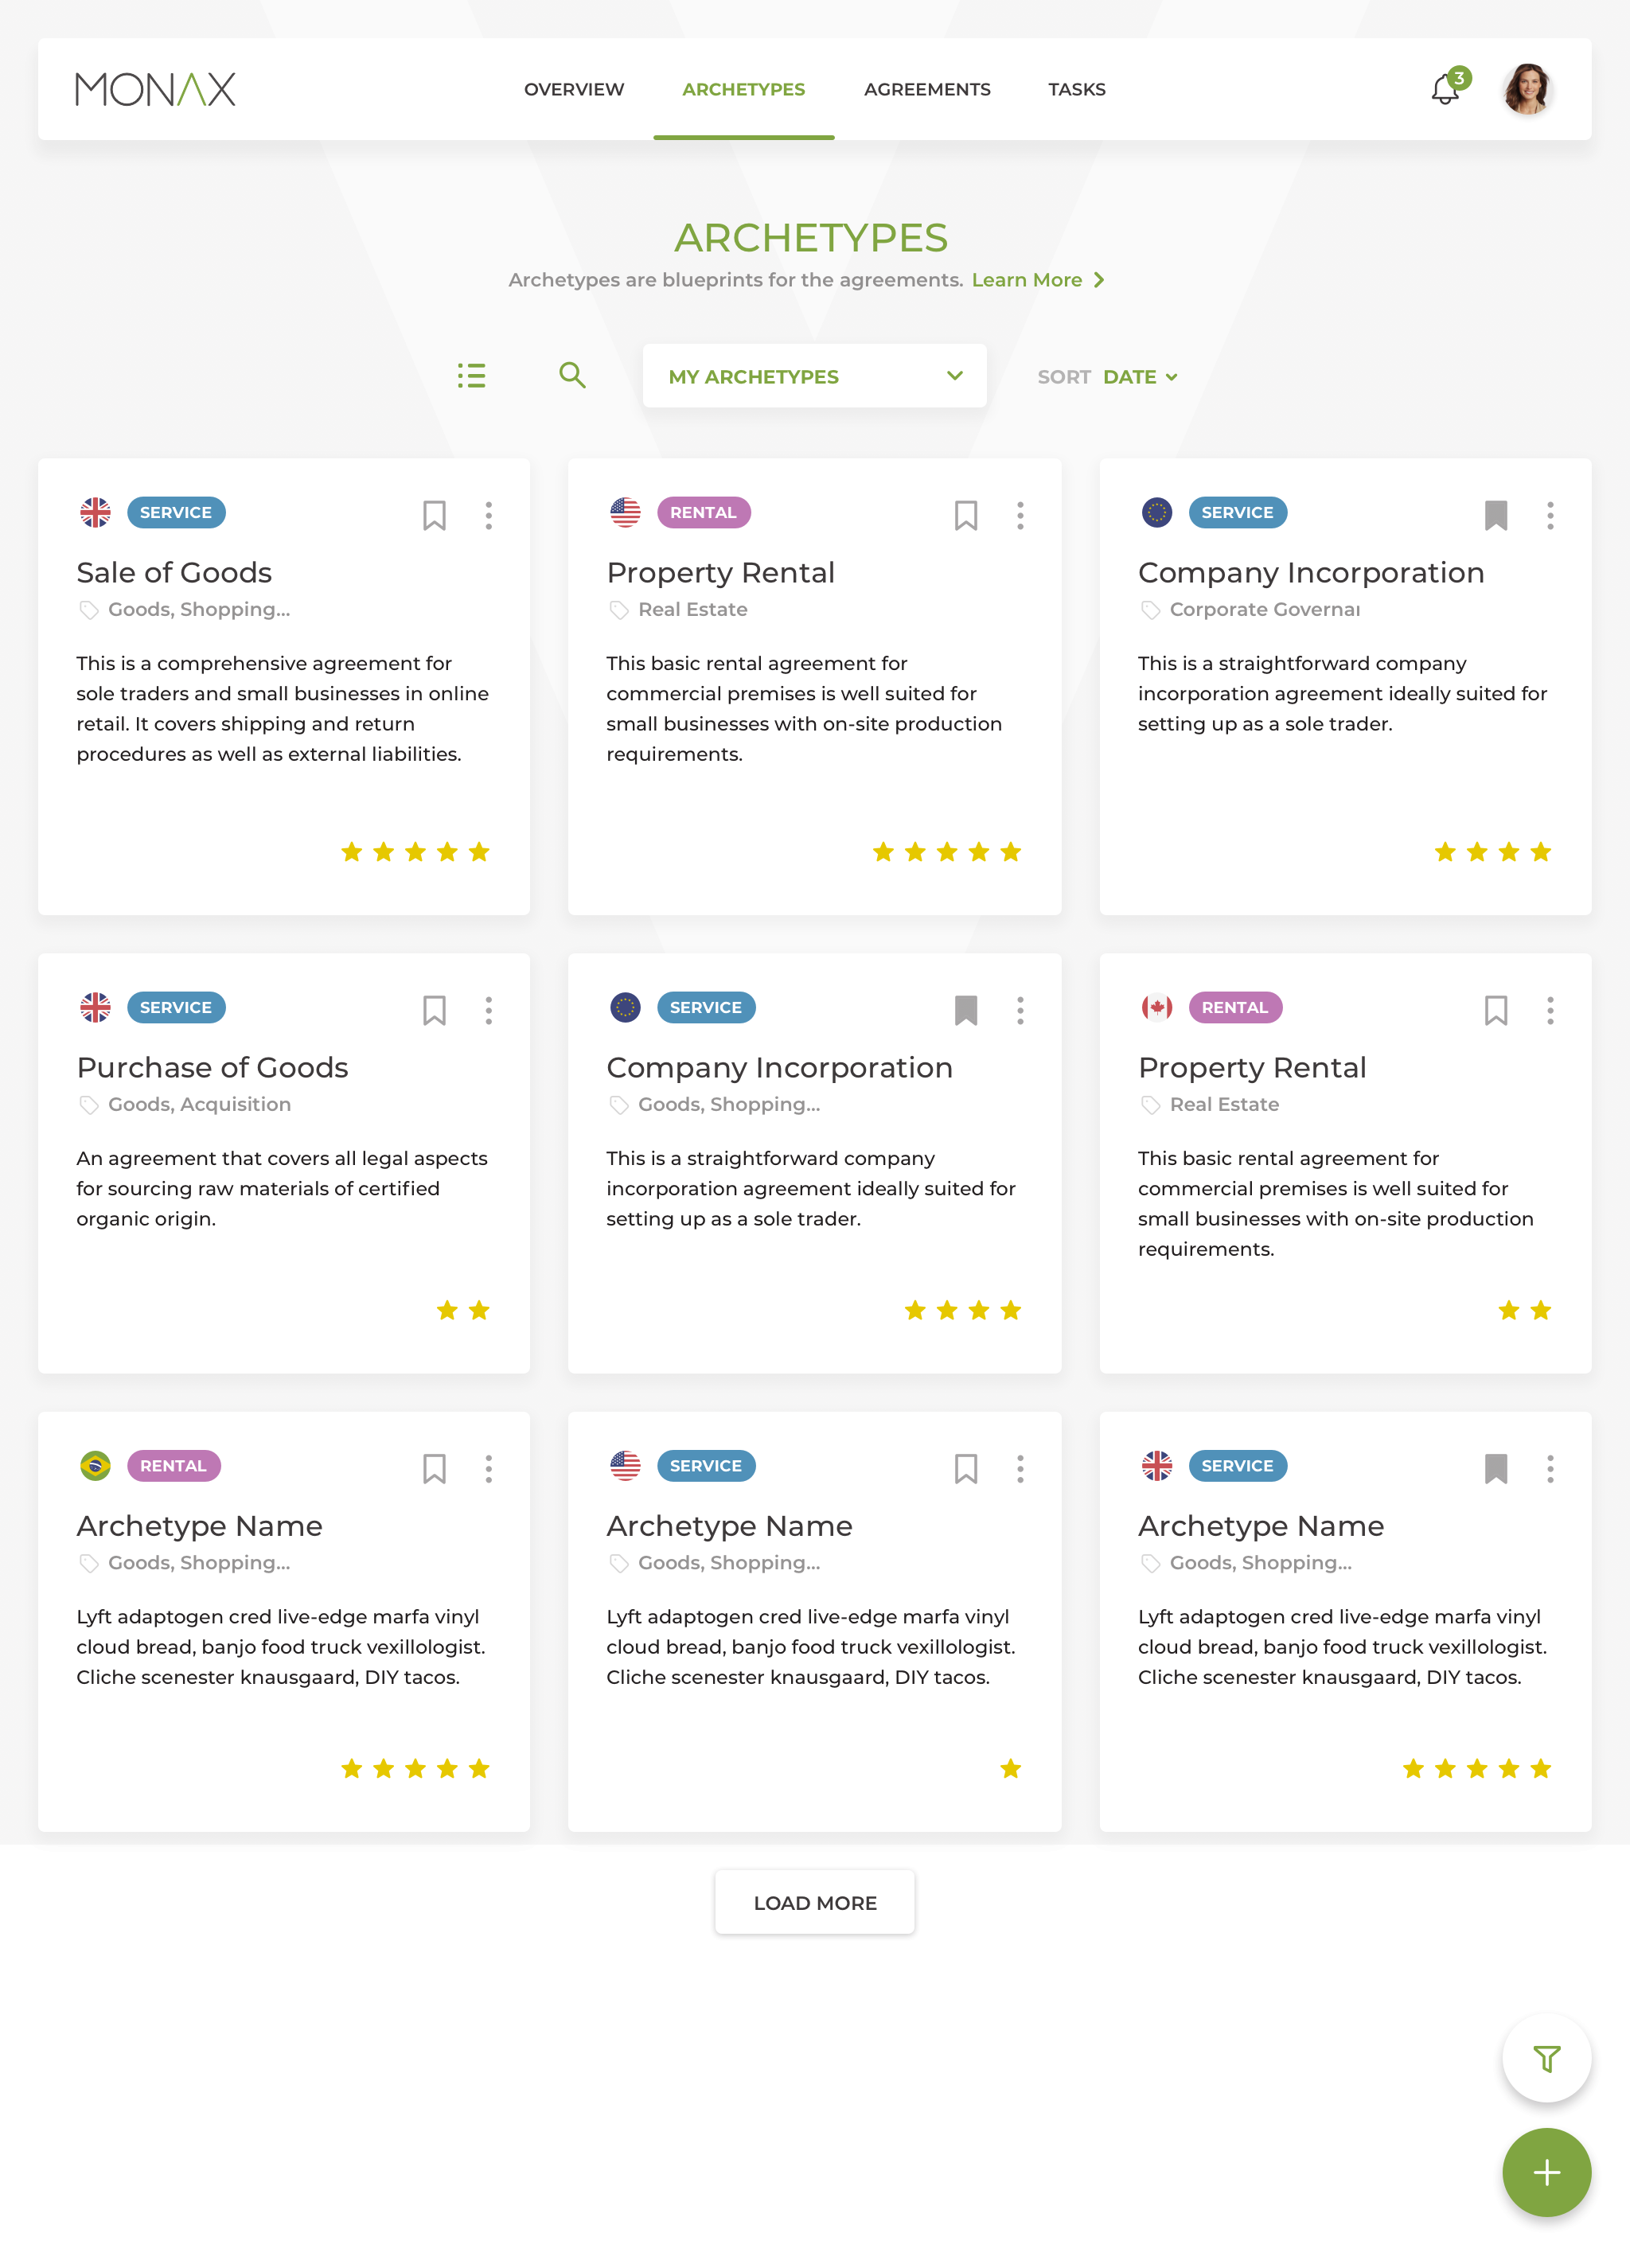 MONAX
OVERVIEW
ARCHETYPES
AGREEMENTS
TASKS
3
ARCHETYPES
Archetypes are blueprints for the agreements. Learn More
MY ARCHETYPES
SORT DATE
SERVICE
Sale of Goods
Goods, Shopping...
This is a comprehensive agreement for
sole traders and small businesses in online
retail. It covers shipping and return
procedures as well as external liabilities.
RENTAL
Property Rental
Real Estate
This basic rental agreement for
commercial premises is well suited for
small businesses with on-site production
requirements.
SERVICE
Company Incorporation
Corporate
This is a straightforward company
incorporation agreement ideally suited for
setting up as a sole trader.
SERVICE
Purchase of Goods
Goods, Acquisition
An agreement that covers all legal aspects
for sourcing raw materials of certified
organic origin.
SERVICE
Company Incorporation
Goods, Shopping...
This is a straightforward company
incorporation agreement ideally suited for
setting up as a sole trader.
RENTAL
Property Rental
Real Estate
This basic rental agreement for
commercial premises is well suited for
small businesses with on-site production
requirements.
RENTAL
Archetype Name
Goods, Shopping...
Lyft adaptogen cred live-edge marfa vinyl
cloud bread, banjo food truck vexillologist.
Cliche scenester knausgaard, DIY tacos.
SERVICE
Archetype Name
Goods, Shopping...
Lyft adaptogen cred live-edge marfa vinyl
cloud bread, banjo food truck vexillologist.
Cliche scenester knausgaard, DIY tacos.
SERVICE
Archetype Name
Goods, Shopping...
Lyft adaptogen cred live-edge marfa vinyl
cloud bread, banjo food truck vexillologist.
Cliche scenester knausgaard, DIY tacos.
LOAD MORE